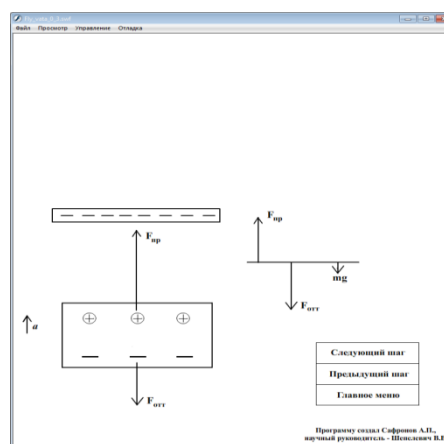 Файл Просмотр Управление Отладка
Fпр
Fпр
mg
Fотт
a
Fотт
Следующий шаг
Предыдущий шаг
Главное меню
Программу создал Сафронов А.П.,
научный руководитель - Шепелевич В.В